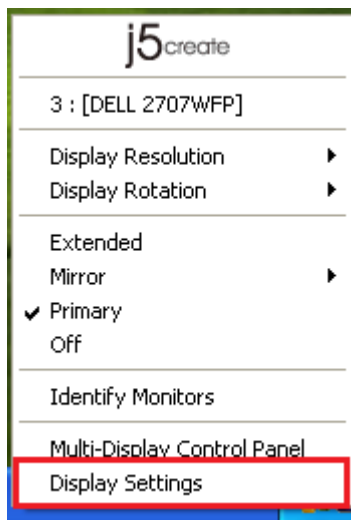 j5create
3 : [DELL 2707WFP]
Display Resolution
Display Rotation
Extended
Mirror
Primary
Off
Identify Monitors
Multi-Display Control Panel
Display Settings